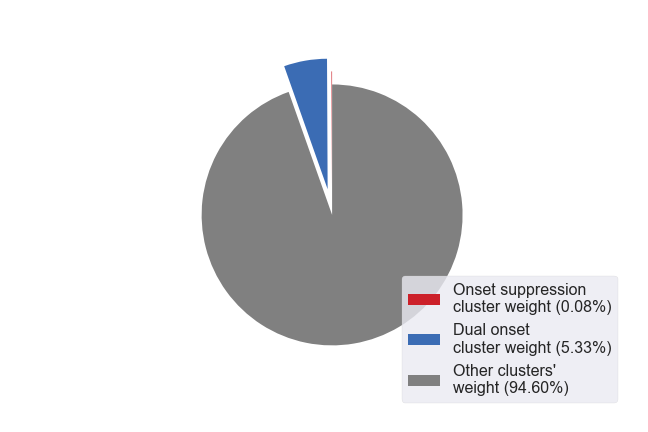 Onset suppression
cluster weight (0.08%)
Dual onset
cluster weight (5.33%)
Other clusters'
weight (94.60%)